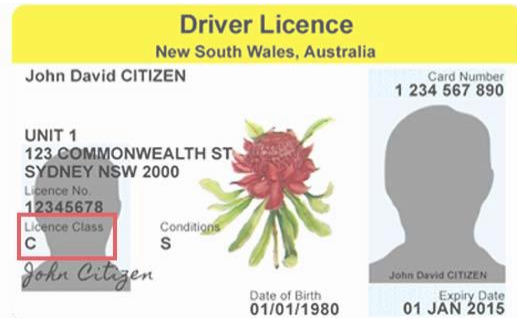 Driver Licence
New South Wales, Australia
John David CITIZEN
Card Number
1 234 567 890
UNIT 1
123 COMMONWEALTH ST
SYDNEY NSW 2000
Licence No.
12345678
Licence Class
C
Conditions
S
John Citizen
John David CITIZEN
Date of Birth
01/01/1980
Expiry Date
01 JAN 2015